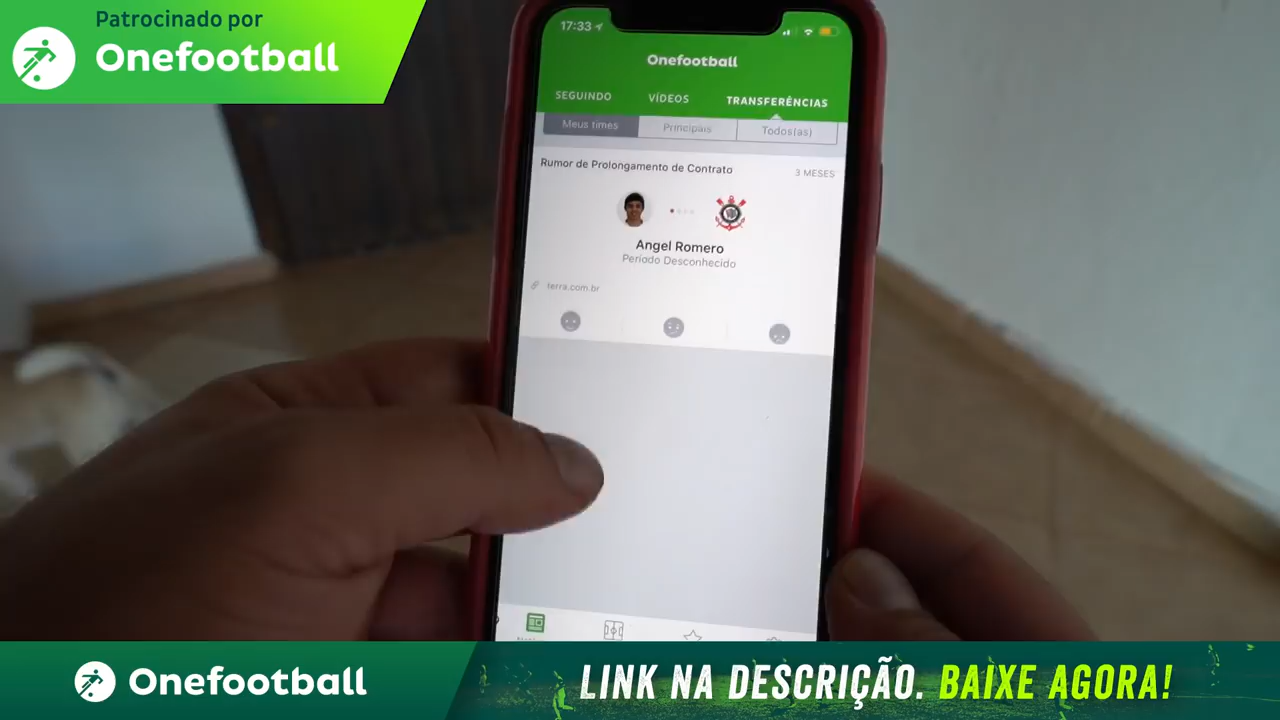 Patrocinado por
Onefootball
17:33
Onefootball
SEGUINDO VÍDEOS TRANSFERÊNCIAS
Meus times Principais Todos(as)
Rumor de Prolongamento de Contrato 3 MESES
Angel Romero
Período Desconhecido
terra.com.br
Onefootball
LINK NA DESCRIÇÃO. BAIXE AGORA!